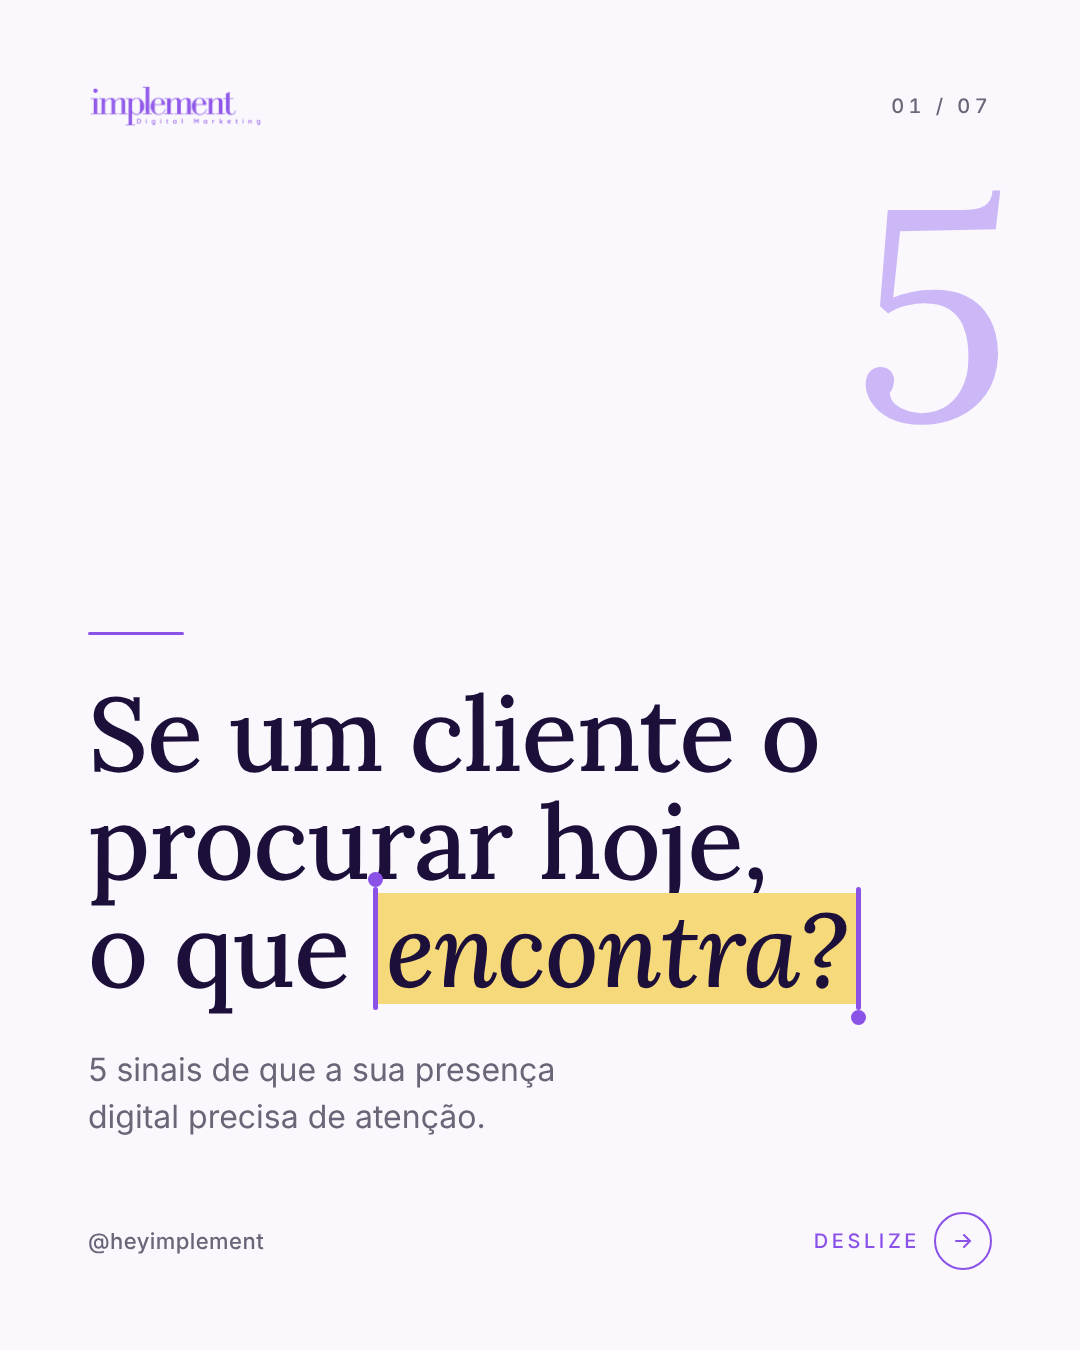 implement
Digital Marketing
01 / 07
5
Se um cliente o
procurar hoje,
o que encontra?
5 sinais de que a sua presença
digital precisa de atenção.
@heyimplement
DESLIZE